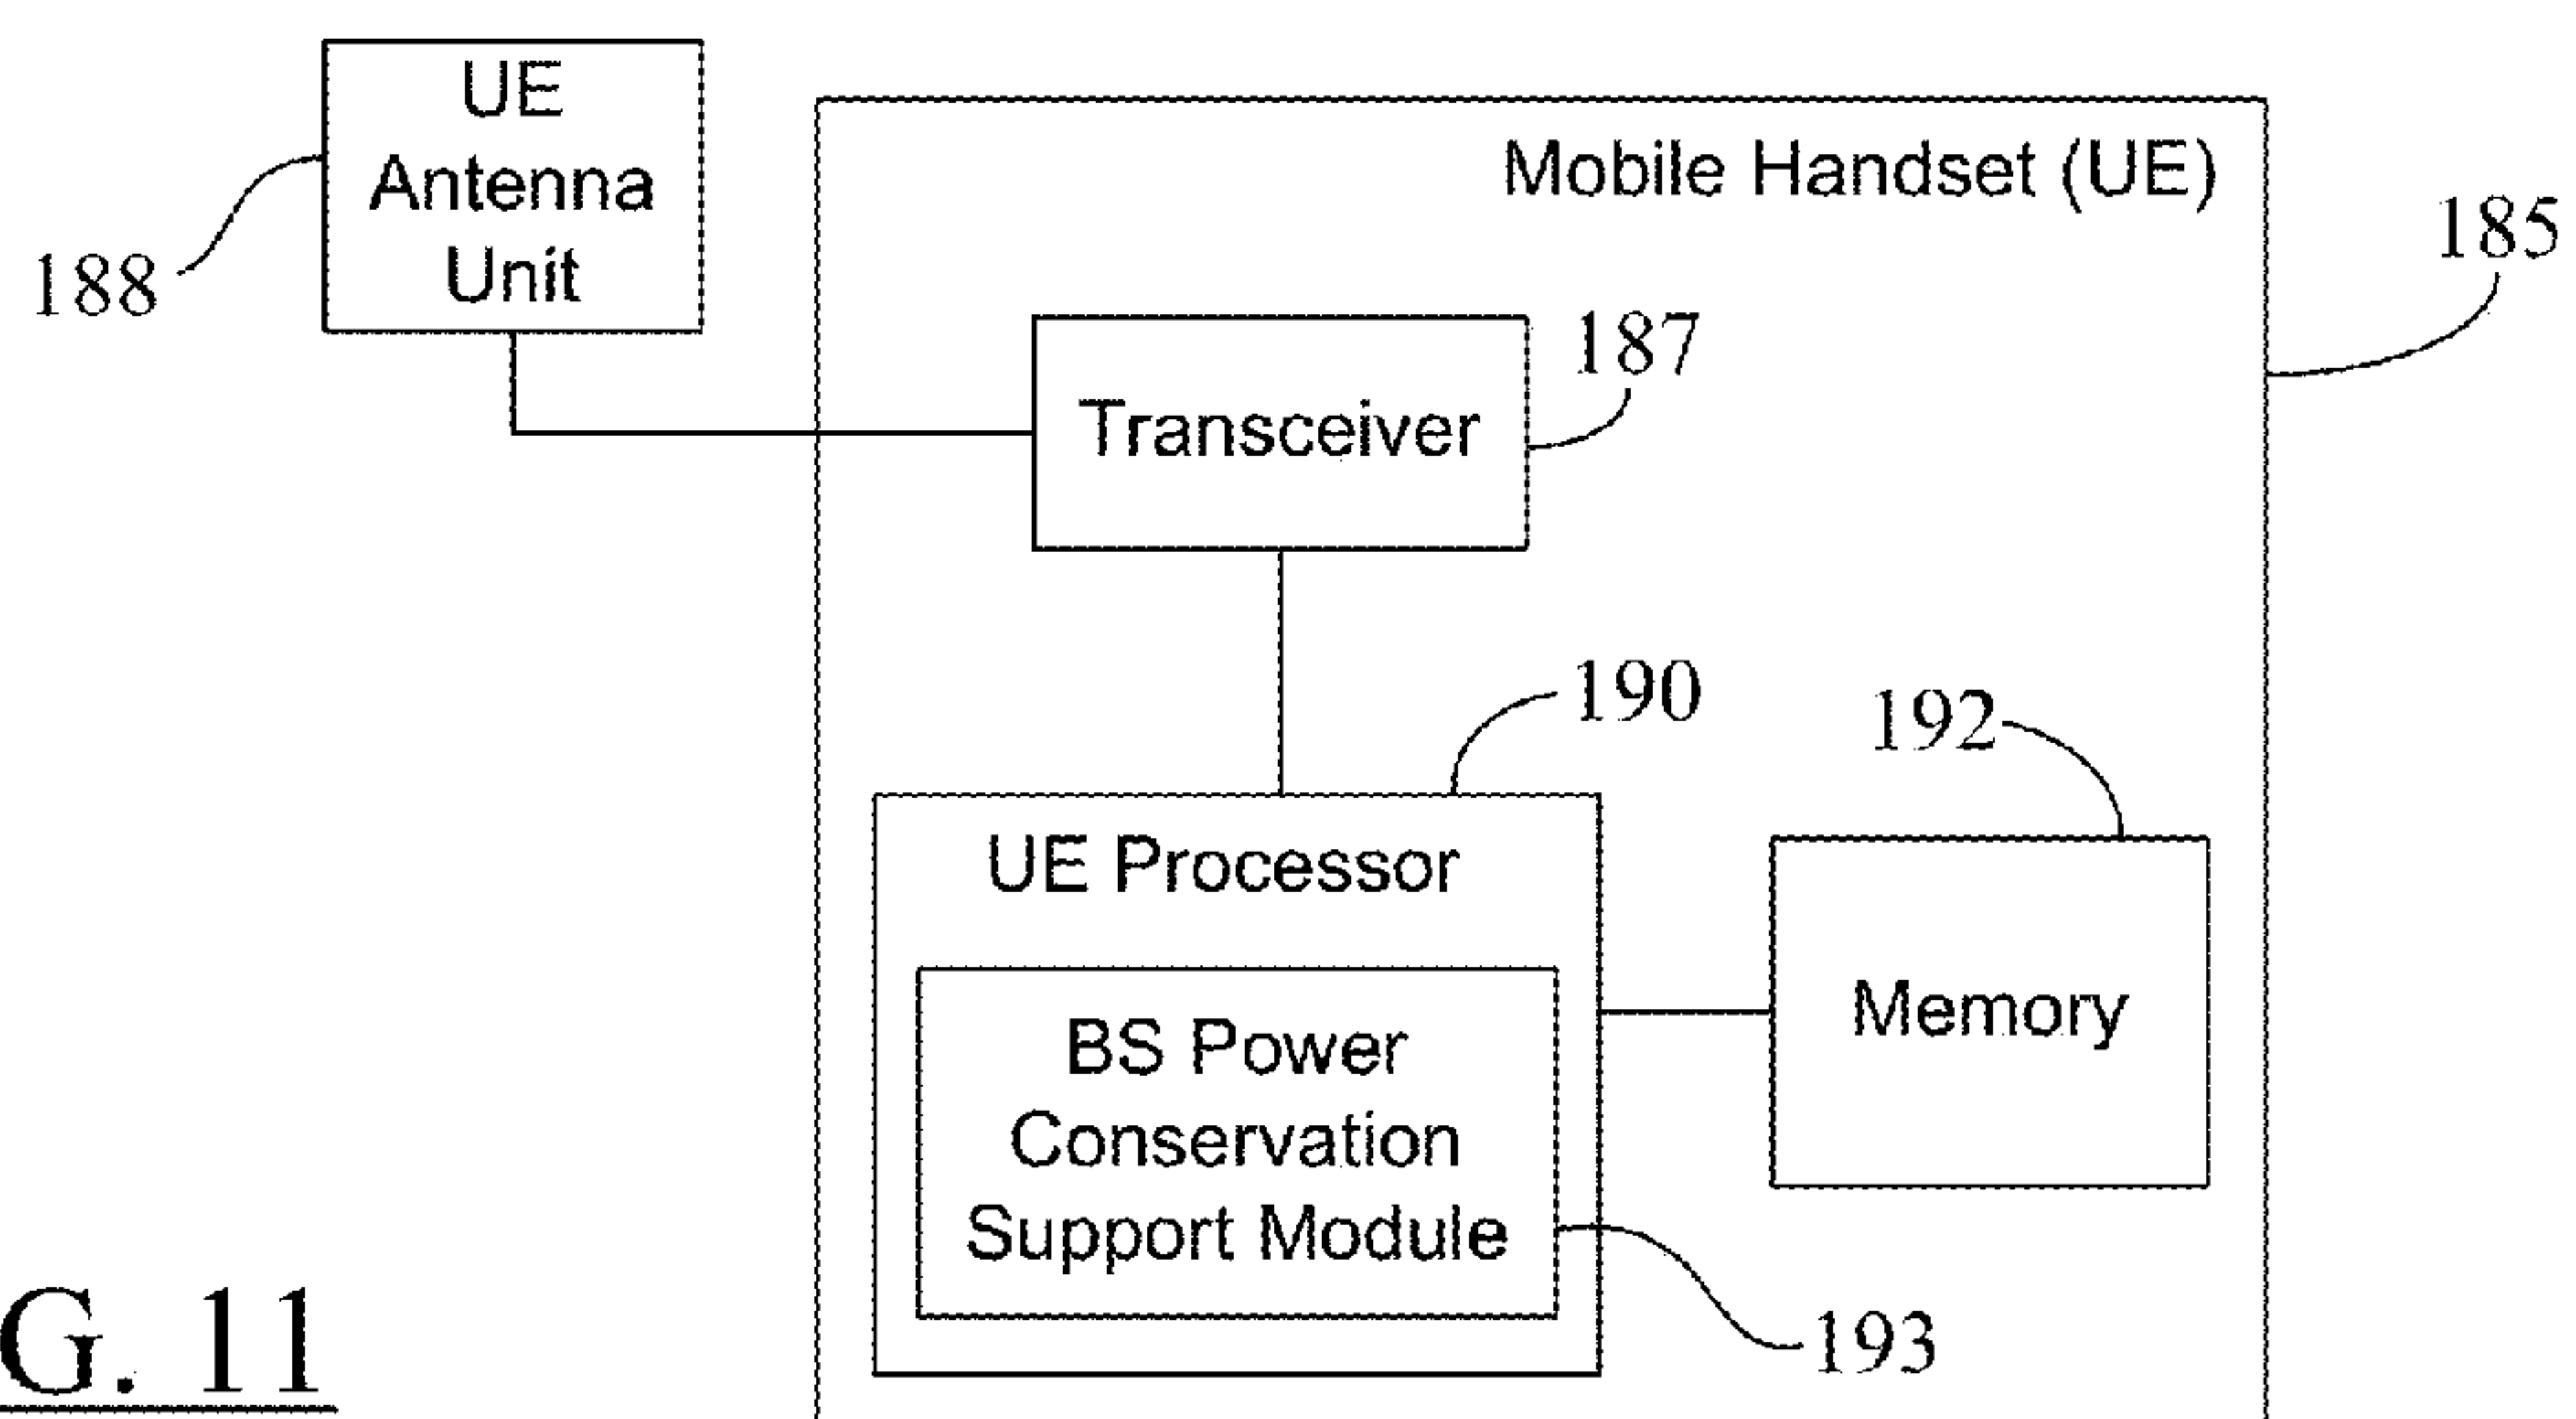 UE
Antenna
Unit
188
Mobile Handset (UE)
185
187
Transceiver
190
192
UE Processor
Memory
BS Power
Conservation
Support Module
193
G. 11